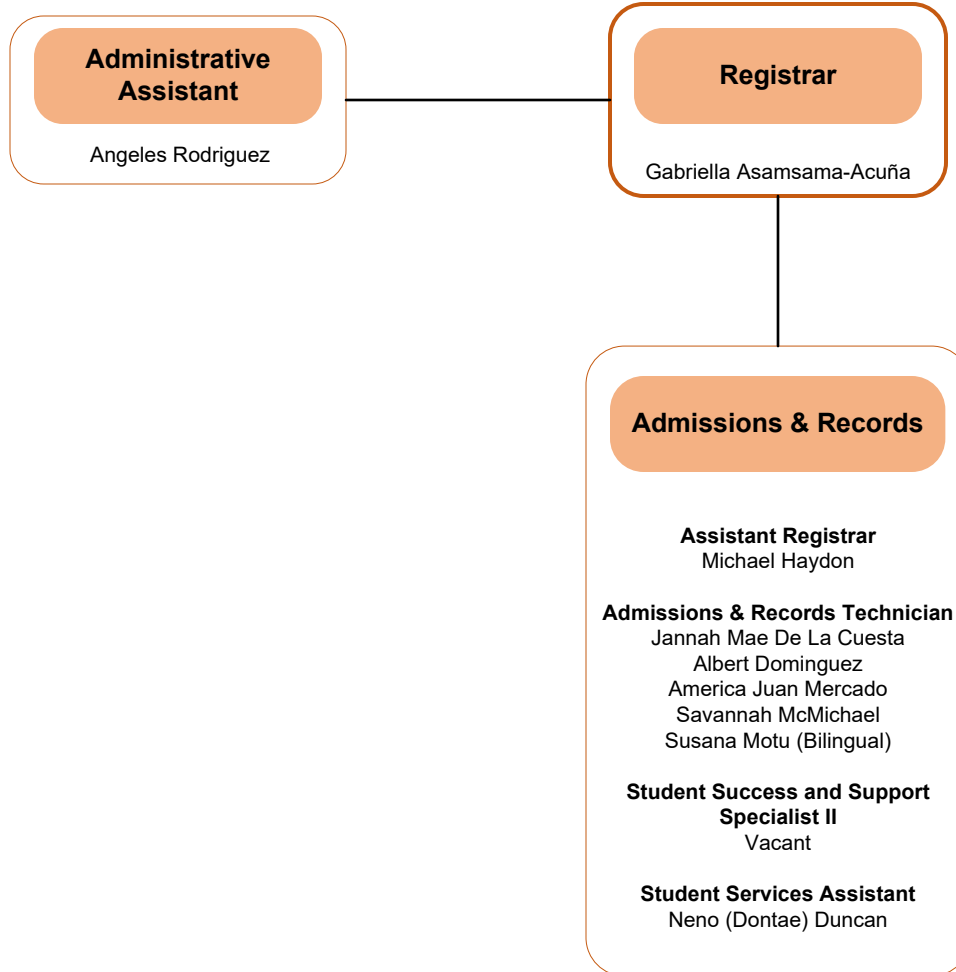 Administrative
Assistant
Angeles Rodriguez
Registrar
Gabriella Asamsama-Acuña
Admissions & Records
Assistant Registrar
Michael Haydon
Admissions & Records Technician
Jannah Mae De La Cuesta
Albert Dominguez
America Juan Mercado
Savannah McMichael
Susana Motu (Bilingual)
Student Success and Support
Specialist II
Vacant
Student Services Assistant
Neno (Dontae) Duncan